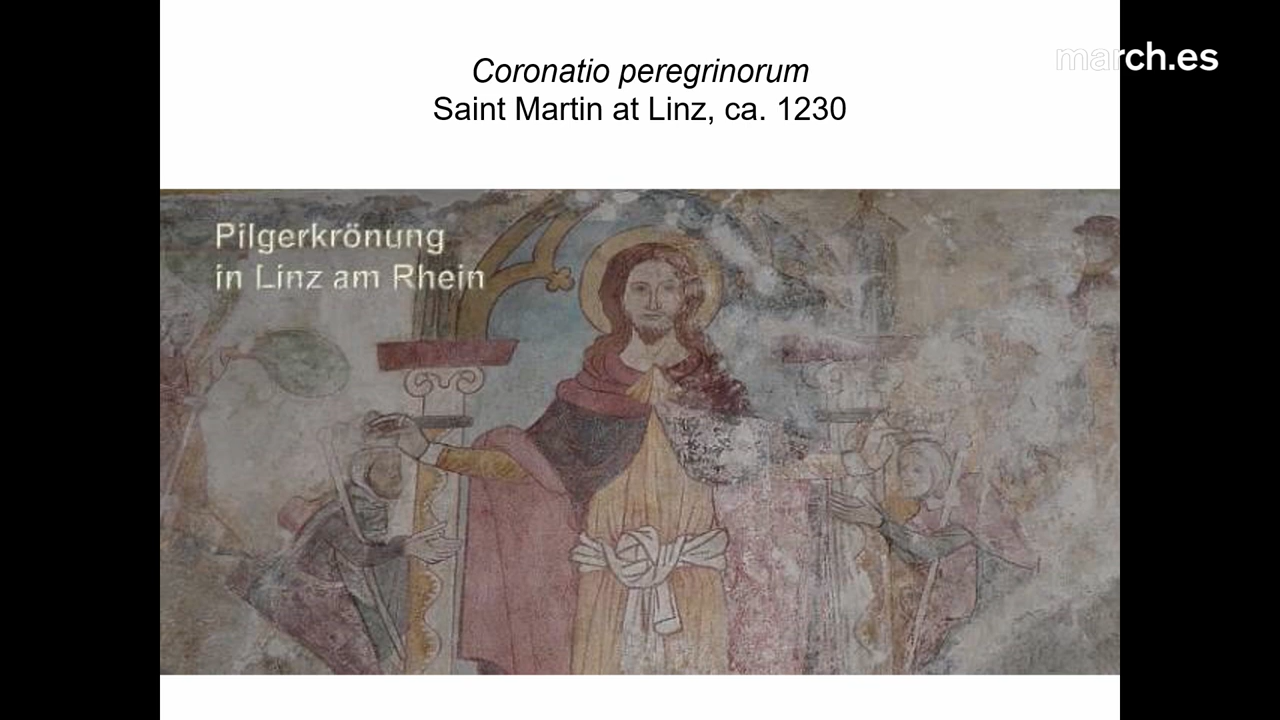 Coronatio peregrinorum
Saint Martin at Linz, ca. 1230
march.es
Pilgerkrönung
in Linz am Rhein